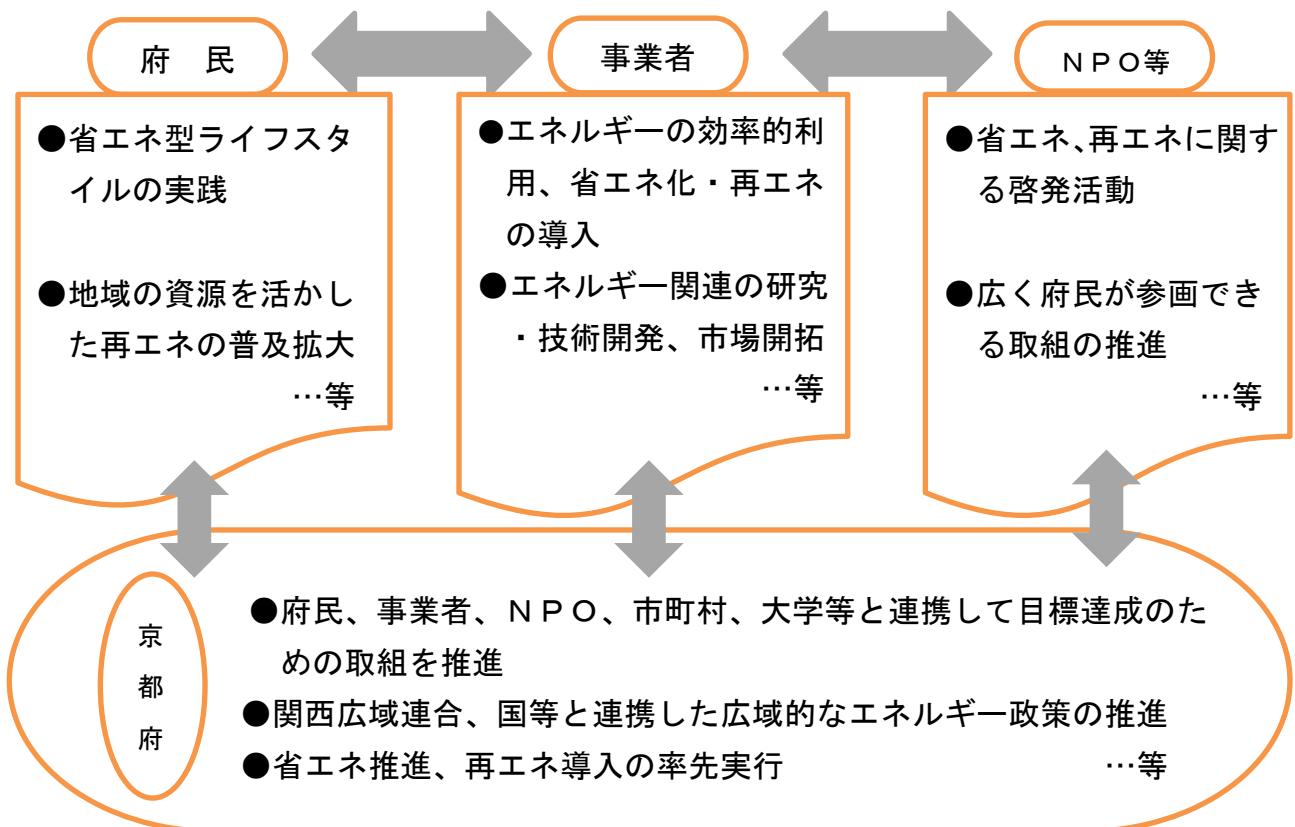 府　民
●省エネ型ライフスタ
イルの実践
●地域の資源を活かし
た再エネの普及拡大
…等
事業者
●エネルギーの効率的利
用、省エネ化・再エネ
の導入
●エネルギー関連の研究
・技術開発、市場開拓
…等
ＮＰＯ等
●省エネ、再エネに関す
る啓発活動
●広く府民が参画でき
る取組の推進
…等
京都府
●府民、事業者、ＮＰＯ、市町村、大学等と連携して目標達成のた
めの取組を推進
●関西広域連合、国等と連携した広域的なエネルギー政策の推進
●省エネ推進、再エネ導入の率先実行　…等